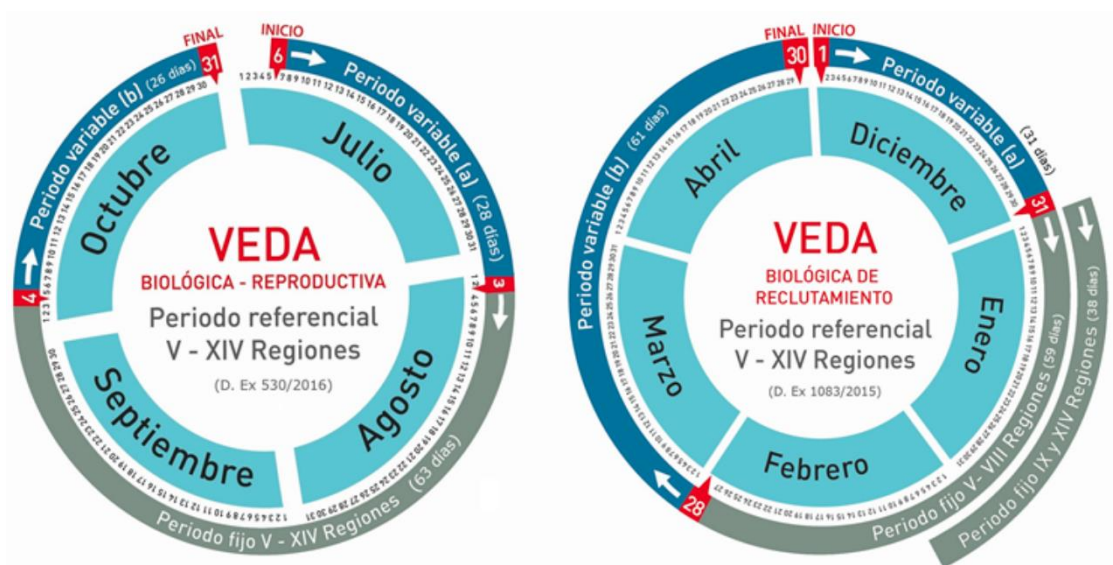 FINAL
31
INICIO
6
Periodo variable (a) (28 días)
3
Periodo fijo V - XIV Regiones (63 días)
4
Periodo variable (b) (26 días)
Julio
Agosto
Septiembre
Octubre
VEDA
BIOLÓGICA - REPRODUCTIVA
Periodo referencial
V - XIV Regiones
(D. Ex 530/2016)
FINAL
30
INICIO
1
Periodo variable (a)
(31 días)
31
Periodo fijo V- VIII Regiones (59 días)
Periodo fijo IX y XIV Regiones (38 días)
28
Periodo variable (b) (61 días)
Diciembre
Enero
Febrero
Marzo
Abril
VEDA
BIOLÓGICA DE
RECLUTAMIENTO
Periodo referencial
V - XIV Regiones
(D. Ex 1083/2015)